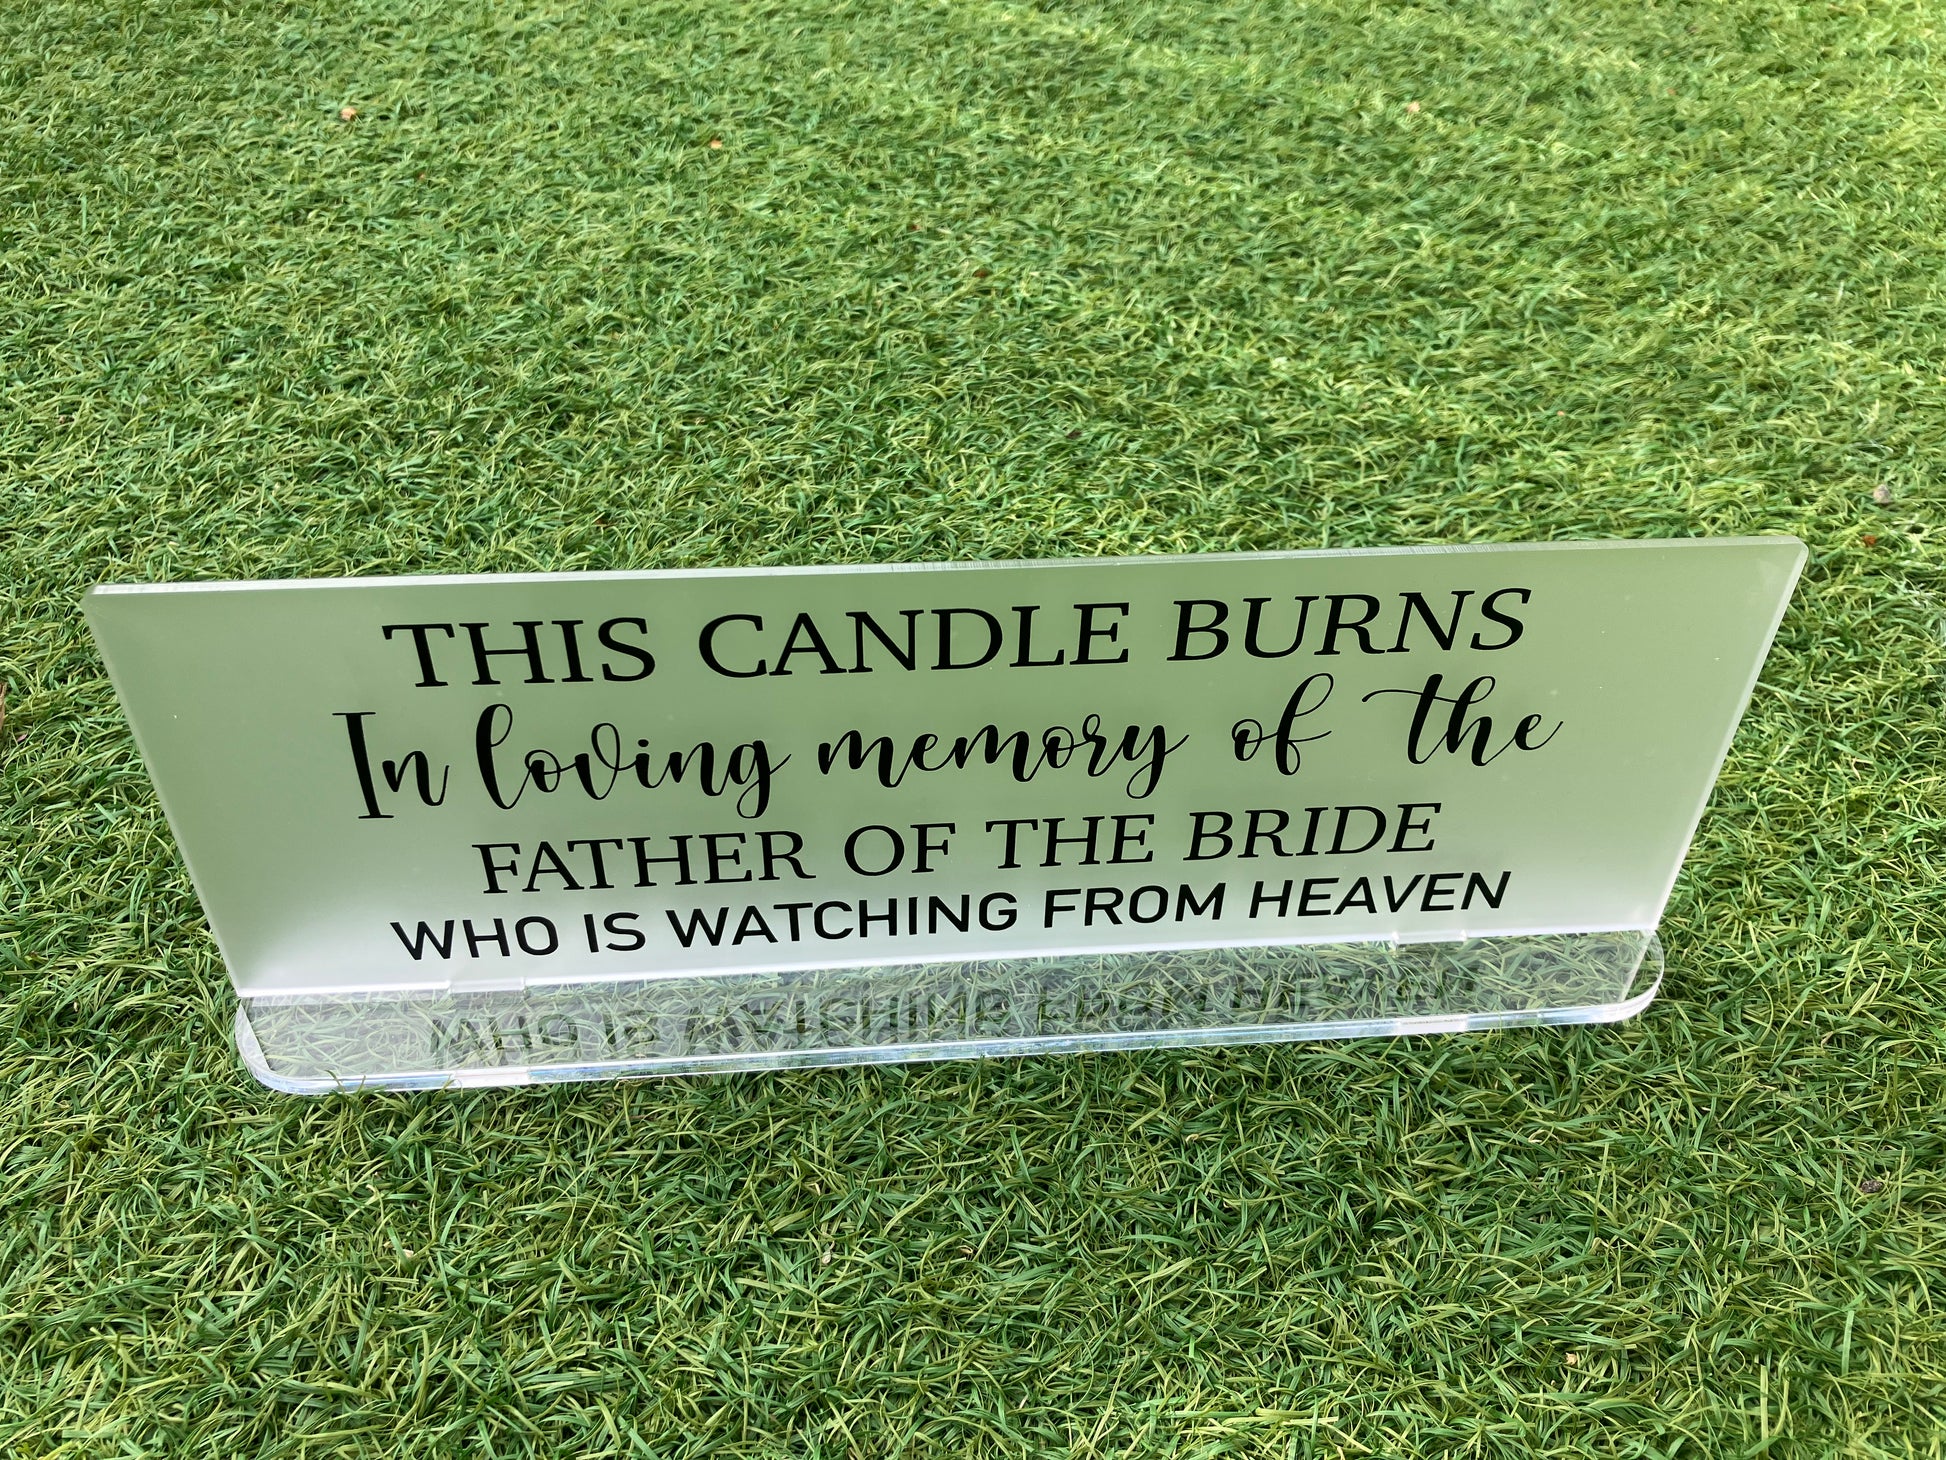 THIS CANDLE BURNS
In loving memory of the
FATHER OF THE BRIDE
WHO IS WATCHING FROM HEAVEN